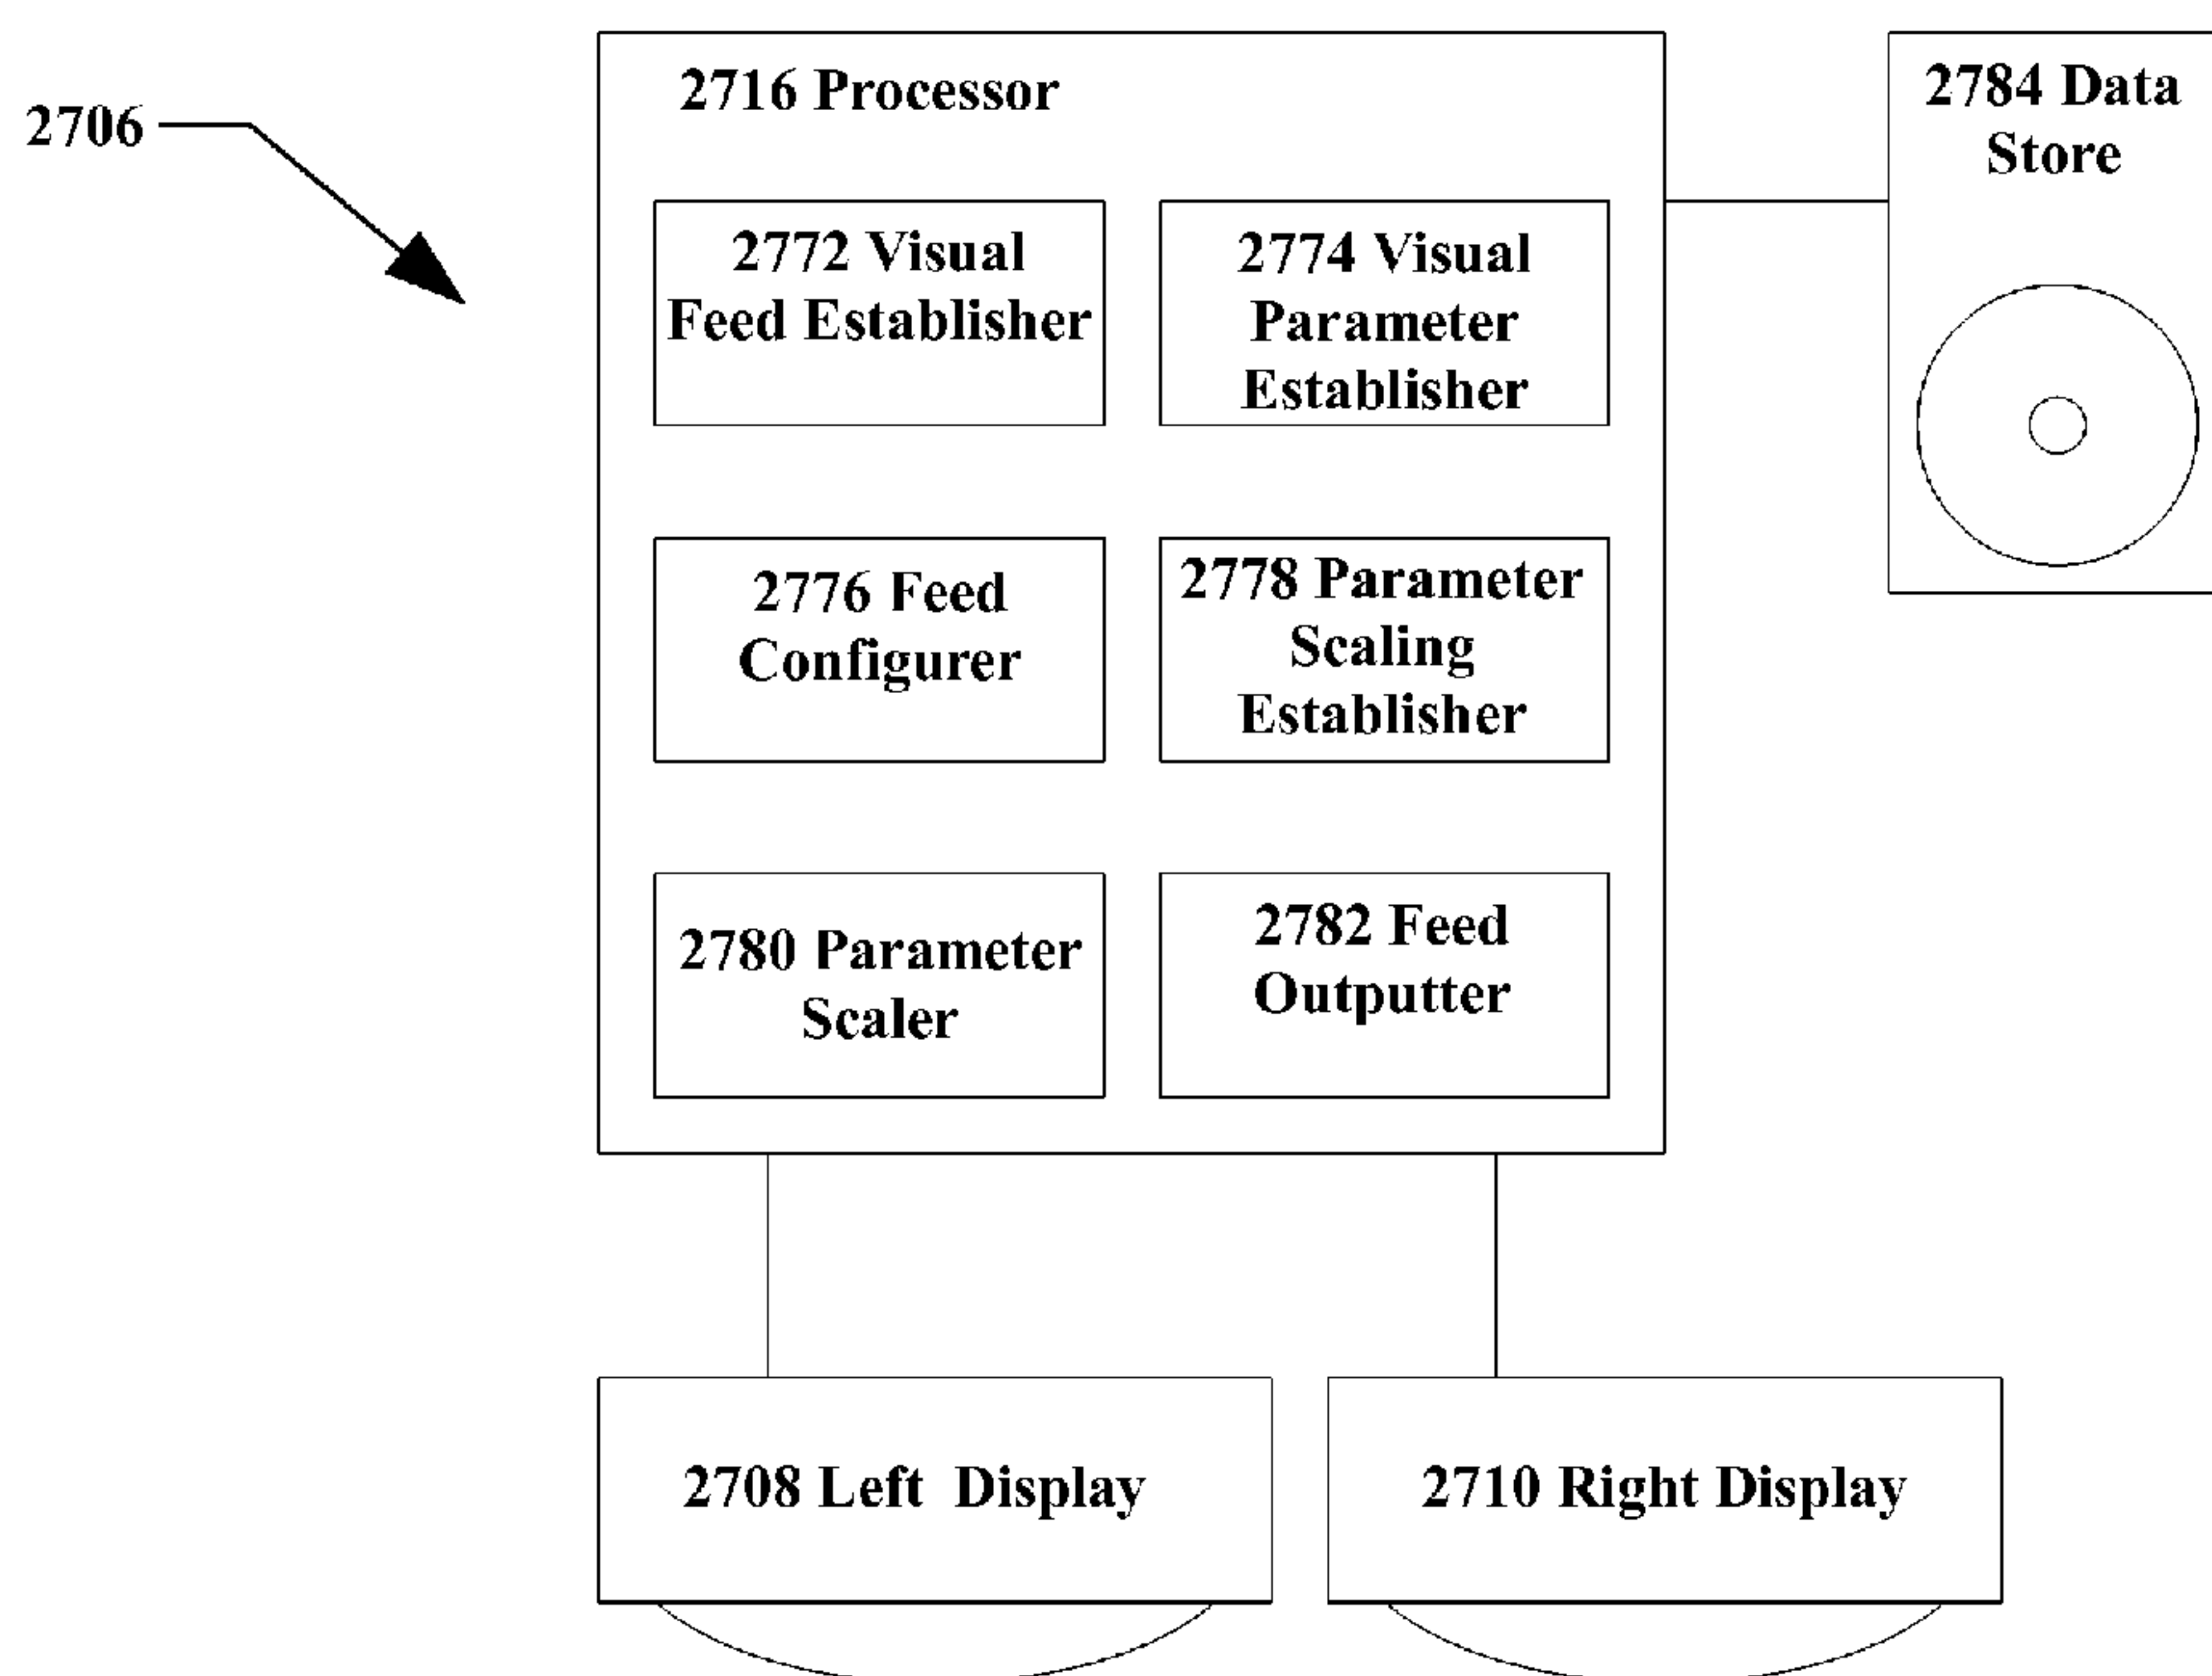 2706
2716 Processor
2784 Data
Store
2772 Visual
Feed Establisher
2774 Visual
Parameter
Establisher
2776 Feed
Configurer
2778 Parameter
Scaling
Establisher
2780 Parameter
Scaler
2782 Feed
Outputter
2708 Left Display
2710 Right Display